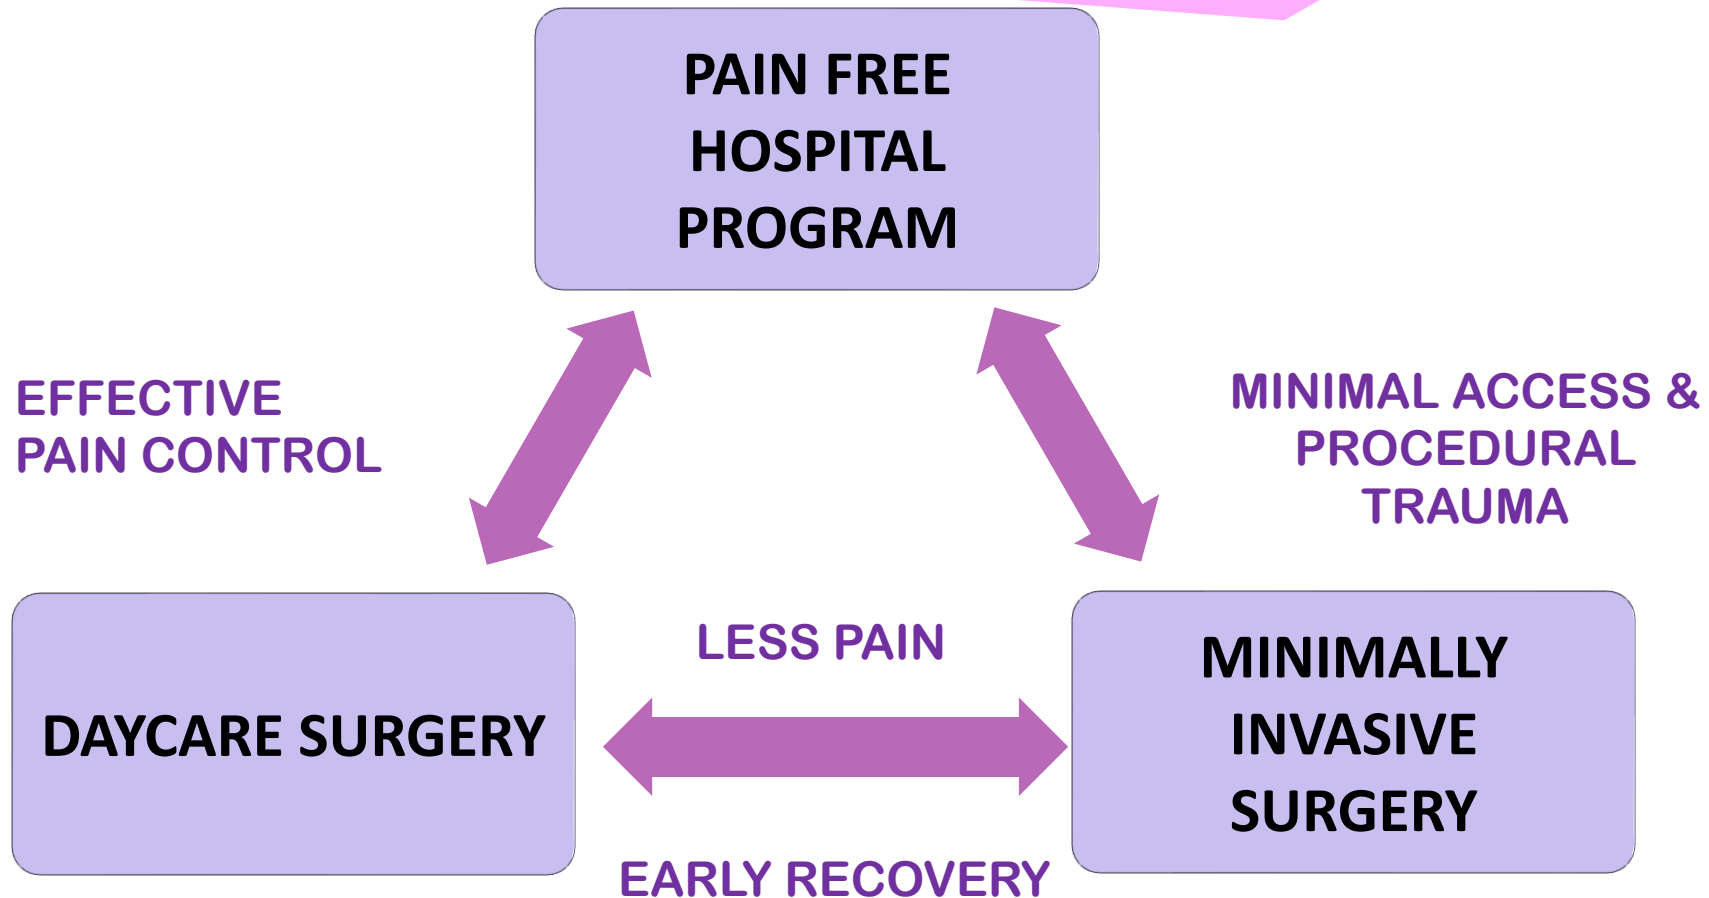 PAIN FREE
HOSPITAL
PROGRAM
EFFECTIVE
PAIN CONTROL
MINIMAL ACCESS &
PROCEDURAL
TRAUMA
LESS PAIN
DAYCARE SURGERY
MINIMALLY
INVASIVE
SURGERY
EARLY RECOVERY